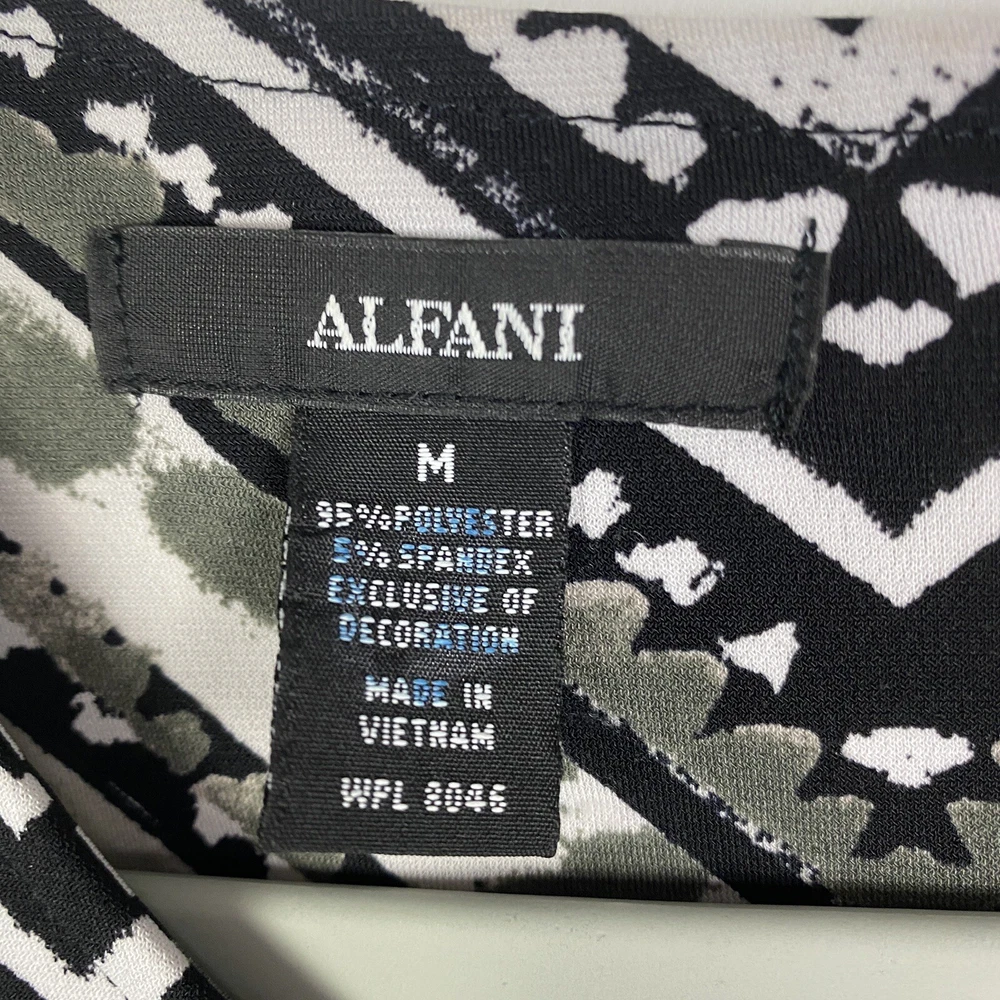 ALFANI
M
95%POLYESTER
5%SPANDEX
EXCLUSIVE OF
DECORATION
MADE IN
VIETNAM
WPL 8046